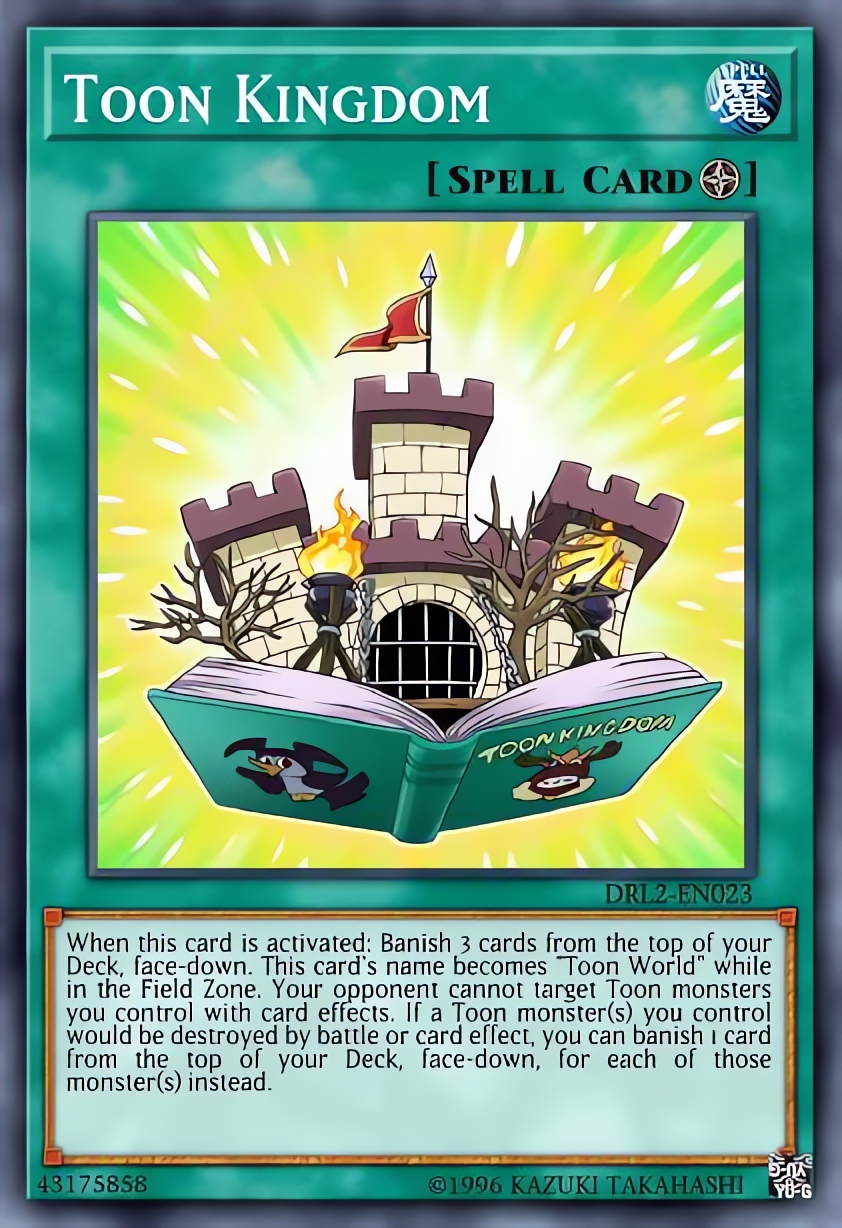 TOON KINGDOM
魔
[SPELL CARD]
TOON KINGDOM
DRL2-EN023
When this card is activated: Banish 3 cards from the top of your
Deck, face-down. This card's name becomes "Toon World" while
in the Field Zone. Your opponent cannot target Toon monsters
you control with card effects. If a Toon monster(s) you control
would be destroyed by battle or card effect, you can banish 1 card
from the top of your Deck, face-down, for each of those
monster(s) instead.
43175858
©1996 KAZUKI TAKAHASHI